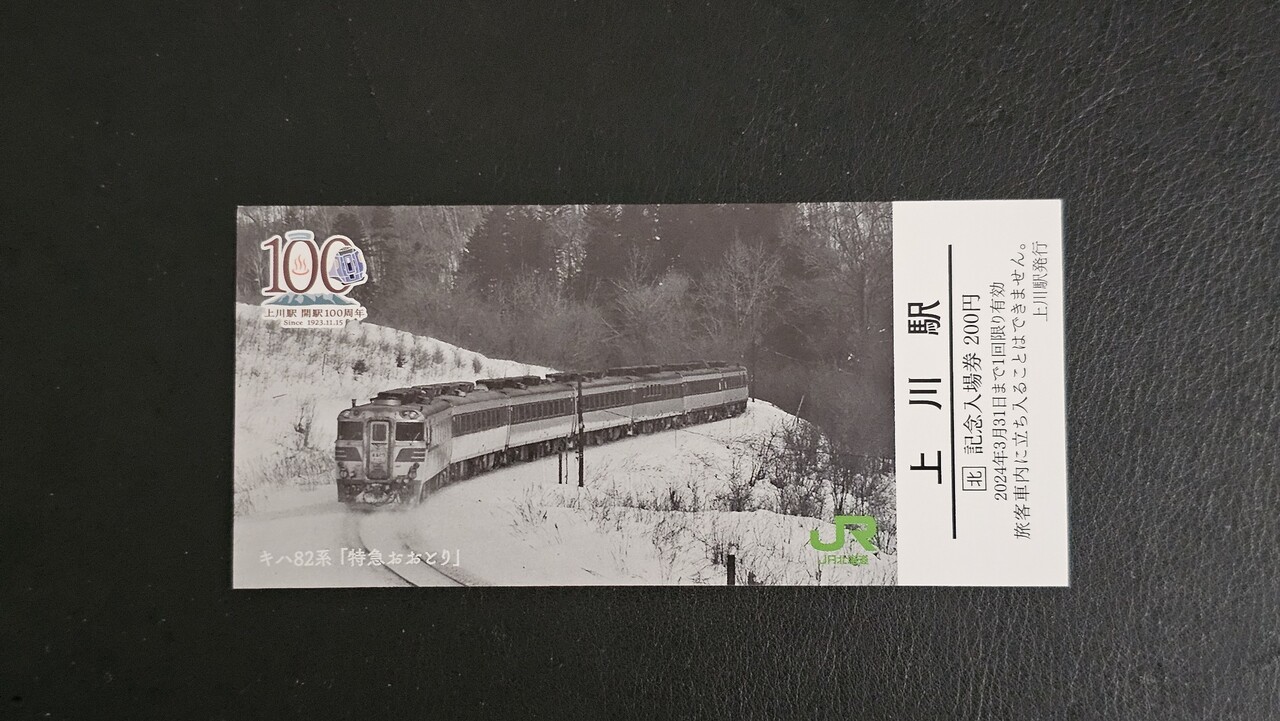 100
上川駅 開駅100周年
Since 1923.11.15
キハ82系「特急おおとり」
JR
JR北海道
上川駅
北 記念入場券 200円
2024年3月31日まで1回限り有効
旅客車内に立ち入ることはできません。
上川駅発行